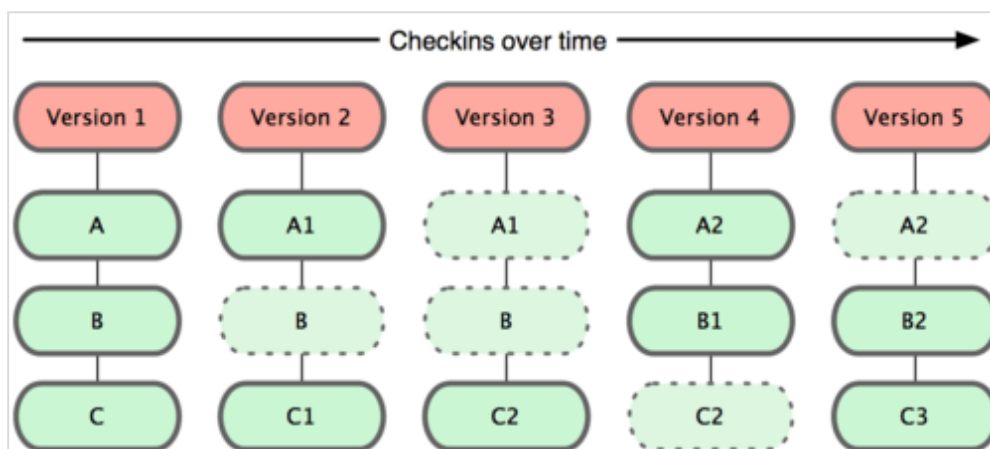 Checkins over time
Version 1 Version 2 Version 3 Version 4 Version 5
A A1 A1 A2 A2
B B B B1 B2
C C1 C2 C2 C3